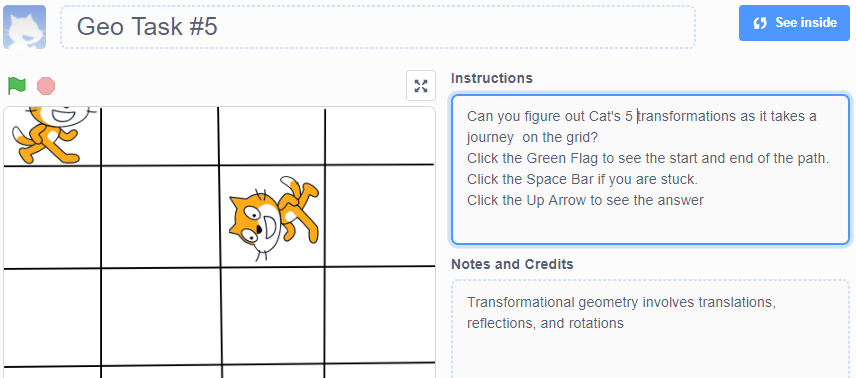 Geo Task #5
See inside
Instructions
Can you figure out Cat's 5 transformations as it takes a
journey  on the grid?
Click the Green Flag to see the start and end of the path.
Click the Space Bar if you are stuck.
Click the Up Arrow to see the answer
Notes and Credits
Transformational geometry involves translations,
reflections, and rotations